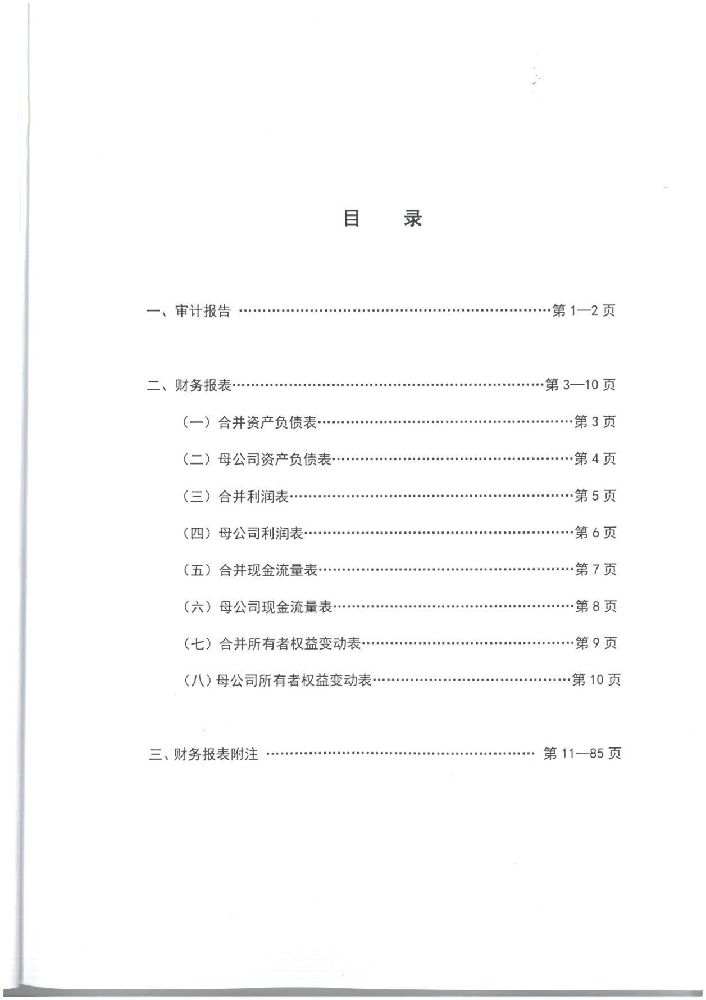 目 录
一、审计报告 ………………………………………………………第 1—2 页
二、财务报表………………………………………………………第 3—10 页
（一）合并资产负债表……………………………………………第 3 页
（二）母公司资产负债表…………………………………………第 4 页
（三）合并利润表…………………………………………………第 5 页
（四）母公司利润表………………………………………………第 6 页
（五）合并现金流量表……………………………………………第 7 页
（六）母公司现金流量表…………………………………………第 8 页
（七）合并所有者权益变动表……………………………………第 9 页
（八）母公司所有者权益变动表…………………………………第 10 页
三、财务报表附注 ……………………………………………… 第 11—85 页